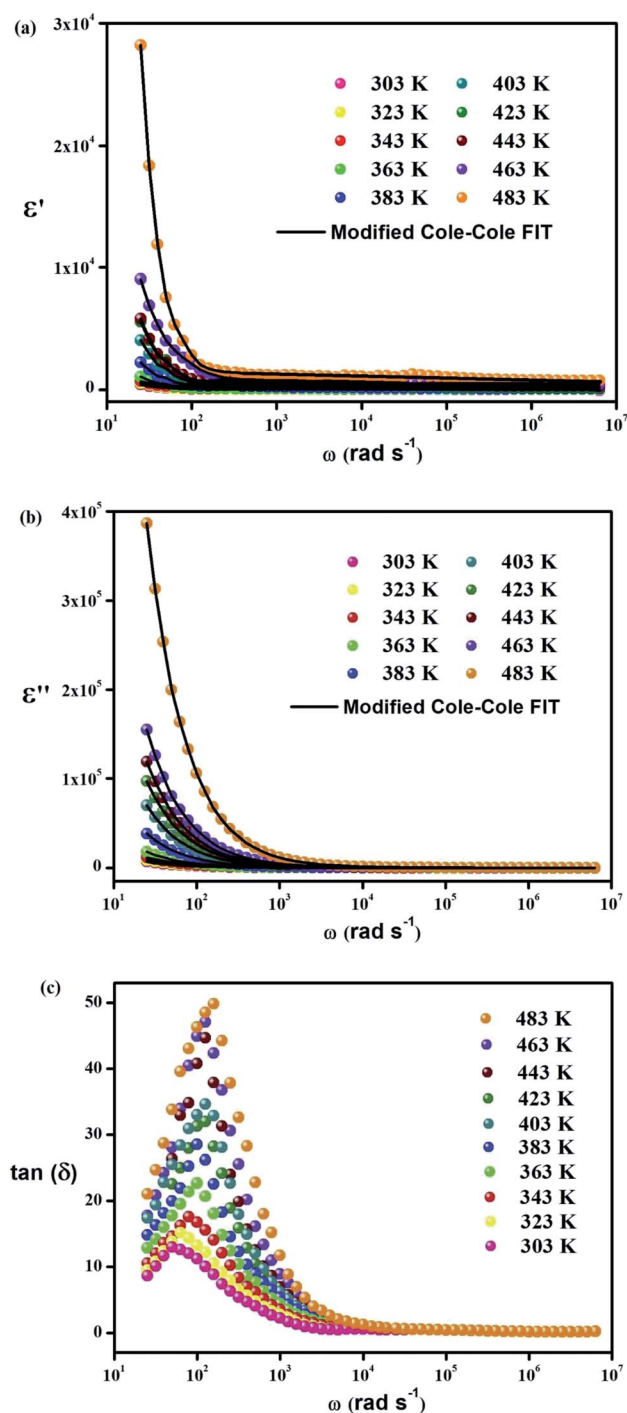 (a)
3x10⁴
2x10⁴
1x10⁴
0
ε'
303 K 403 K
323 K 423 K
343 K 443 K
363 K 463 K
383 K 483 K
Modified Cole-Cole FIT
10¹ 10² 10³ 10⁴ 10⁵ 10⁶ 10⁷
ω (rad s⁻¹)
(b)
4x10⁵
3x10⁵
2x10⁵
1x10⁵
0
ε''
303 K 403 K
323 K 423 K
343 K 443 K
363 K 463 K
383 K 483 K
Modified Cole-Cole FIT
10¹ 10² 10³ 10⁴ 10⁵ 10⁶ 10⁷
ω (rad s⁻¹)
(c)
50
40
30
20
10
0
tan (δ)
483 K
463 K
443 K
423 K
403 K
383 K
363 K
343 K
323 K
303 K
10¹ 10² 10³ 10⁴ 10⁵ 10⁶ 10⁷
ω (rad s⁻¹)